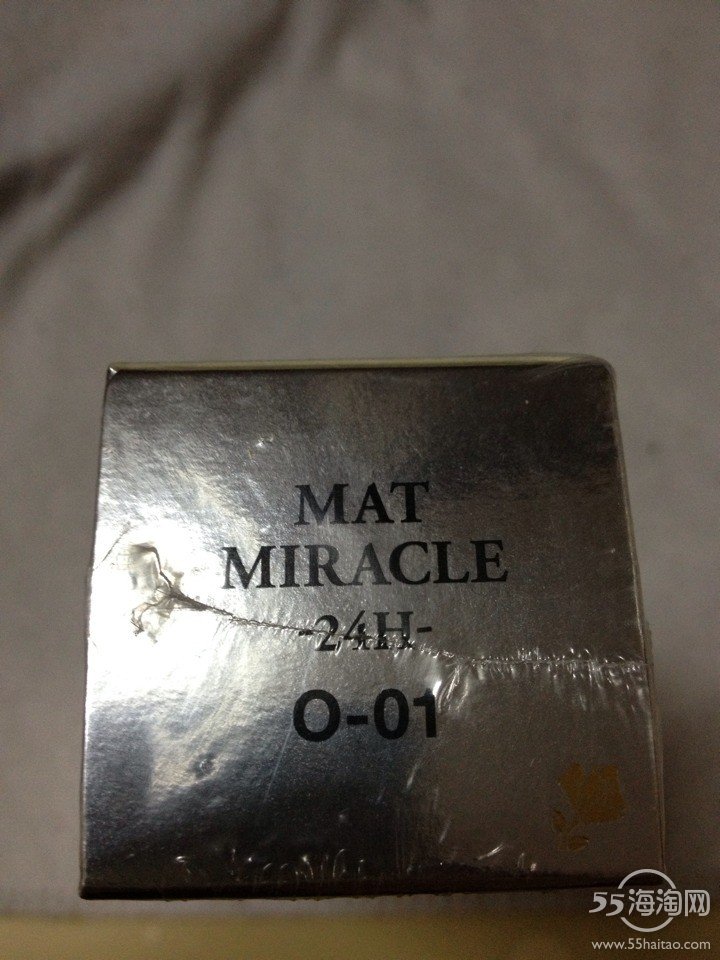 MAT
MIRACLE
-24H-
O-01
55海淘网
www.55haitao.com